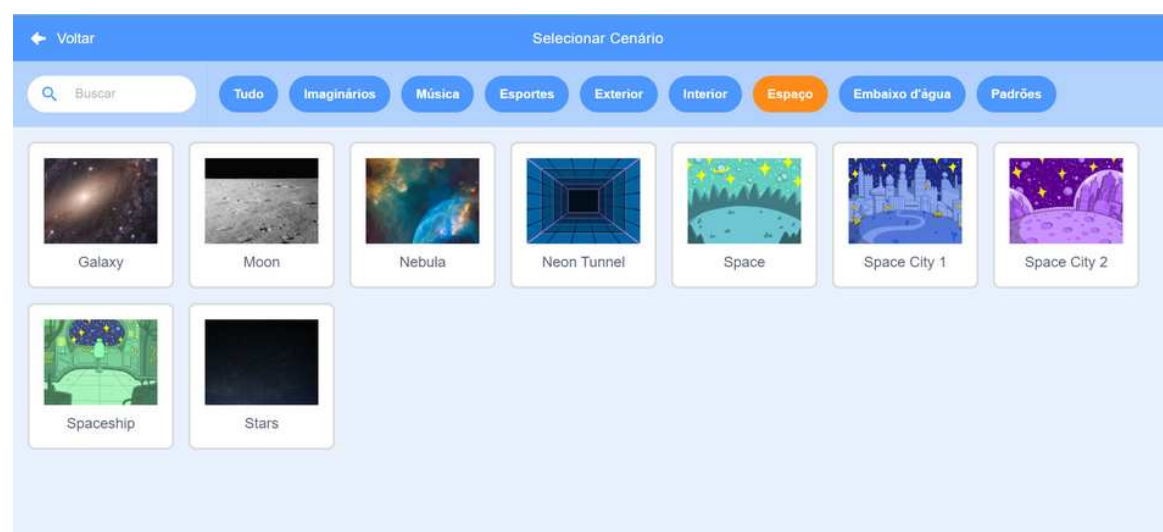 Voltar
Selecionar Cenário
Buscar
Tudo
Imaginários
Música
Esportes
Exterior
Interior
Espaço
Embaixo d'água
Padrões
Galaxy
Moon
Nebula
Neon Tunnel
Space
Space City 1
Space City 2
Spaceship
Stars